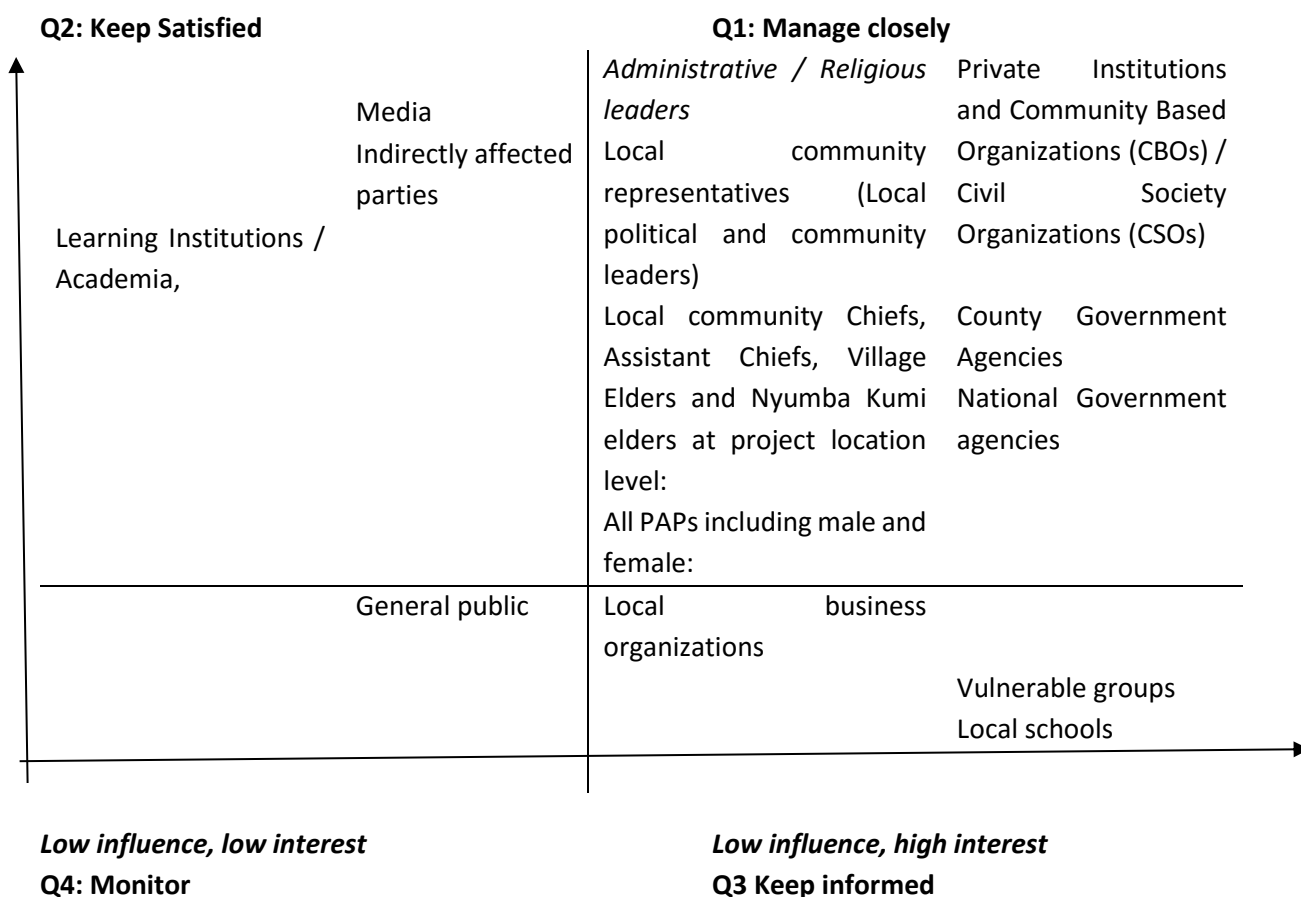 Q2: Keep Satisfied
Q1: Manage closely
Media
Indirectly affected
parties
Learning Institutions /
Academia,
Administrative / Religious
leaders
Local community
representatives (Local
political and community
leaders)
Local community Chiefs,
Assistant Chiefs, Village
Elders and Nyumba Kumi
elders at project location
level:
All PAPs including male and
female:
Private Institutions
and Community Based
Organizations (CBOs) /
Civil Society
Organizations (CSOs)
County Government
Agencies
National Government
agencies
General public
Local business
organizations
Vulnerable groups
Local schools
Low influence, low interest
Q4: Monitor
Low influence, high interest
Q3 Keep informed